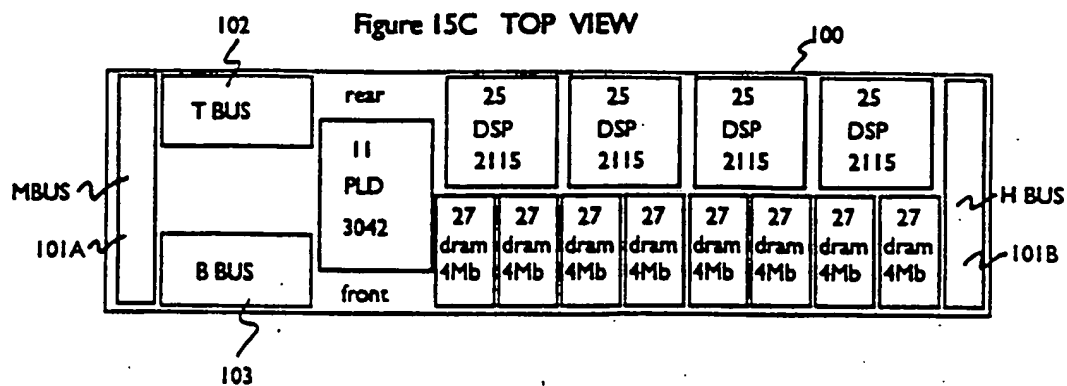 Figure 15C TOP VIEW
102
100
T BUS
rear
25 DSP 2115
25 DSP 2115
25 DSP 2115
25 DSP 2115
11 PLD 3042
MBUS
H BUS
101A
101B
27 dram 4Mb
27 dram 4Mb
27 dram 4Mb
27 dram 4Mb
27 dram 4Mb
27 dram 4Mb
27 dram 4Mb
27 dram 4Mb
B BUS
front
103